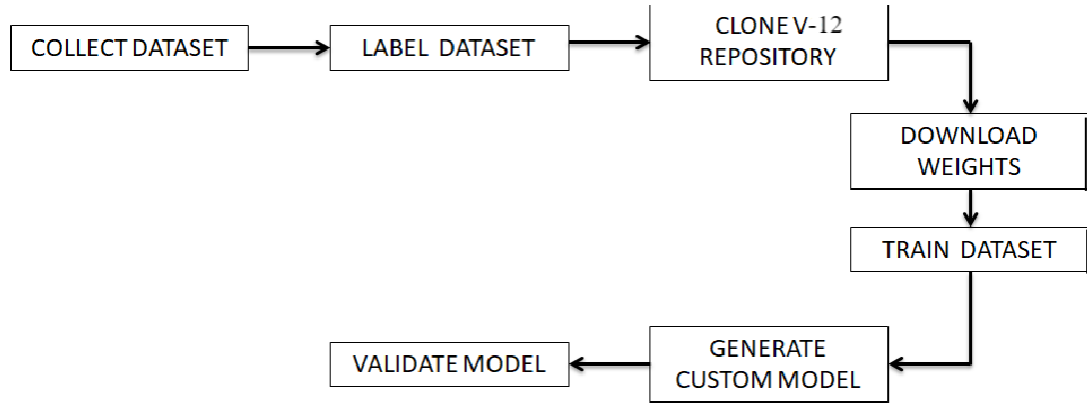 COLLECT DATASET
LABEL DATASET
CLONE V-12
REPOSITORY
DOWNLOAD
WEIGHTS
TRAIN DATASET
GENERATE
CUSTOM MODEL
VALIDATE MODEL